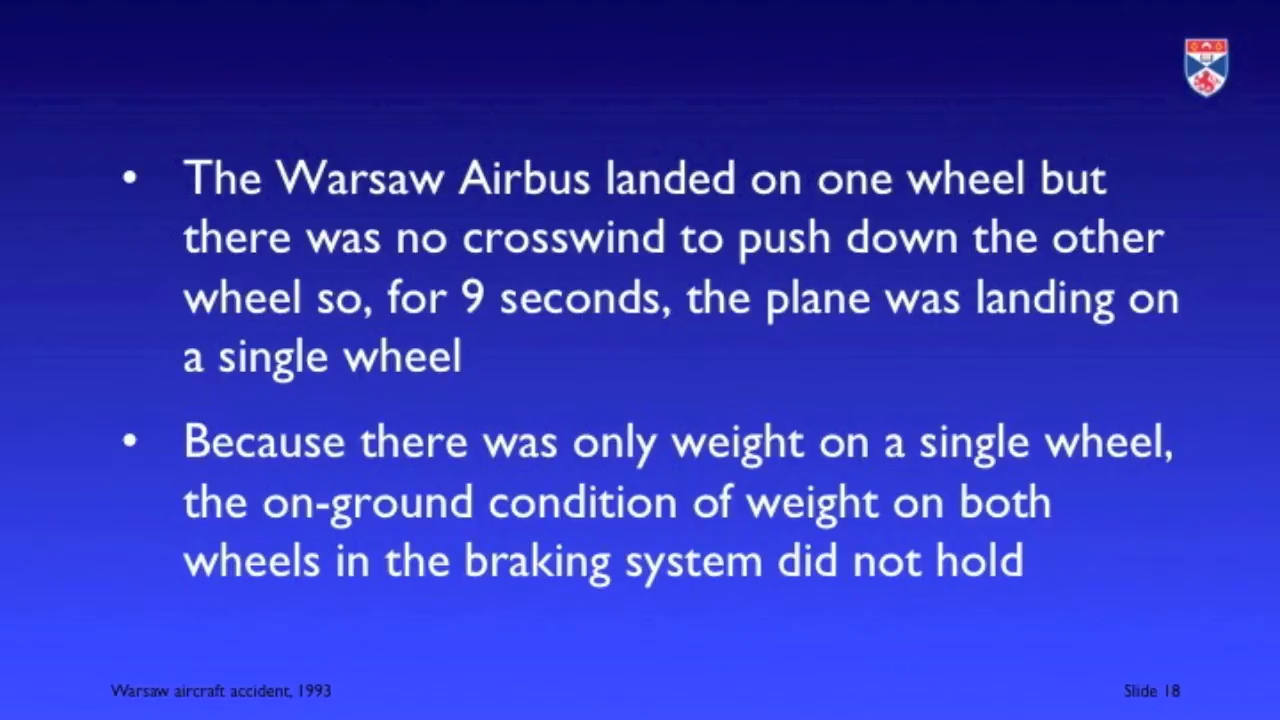 • The Warsaw Airbus landed on one wheel but
there was no crosswind to push down the other
wheel so, for 9 seconds, the plane was landing on
a single wheel
• Because there was only weight on a single wheel,
the on-ground condition of weight on both
wheels in the braking system did not hold
Warsaw aircraft accident, 1993
Slide 18